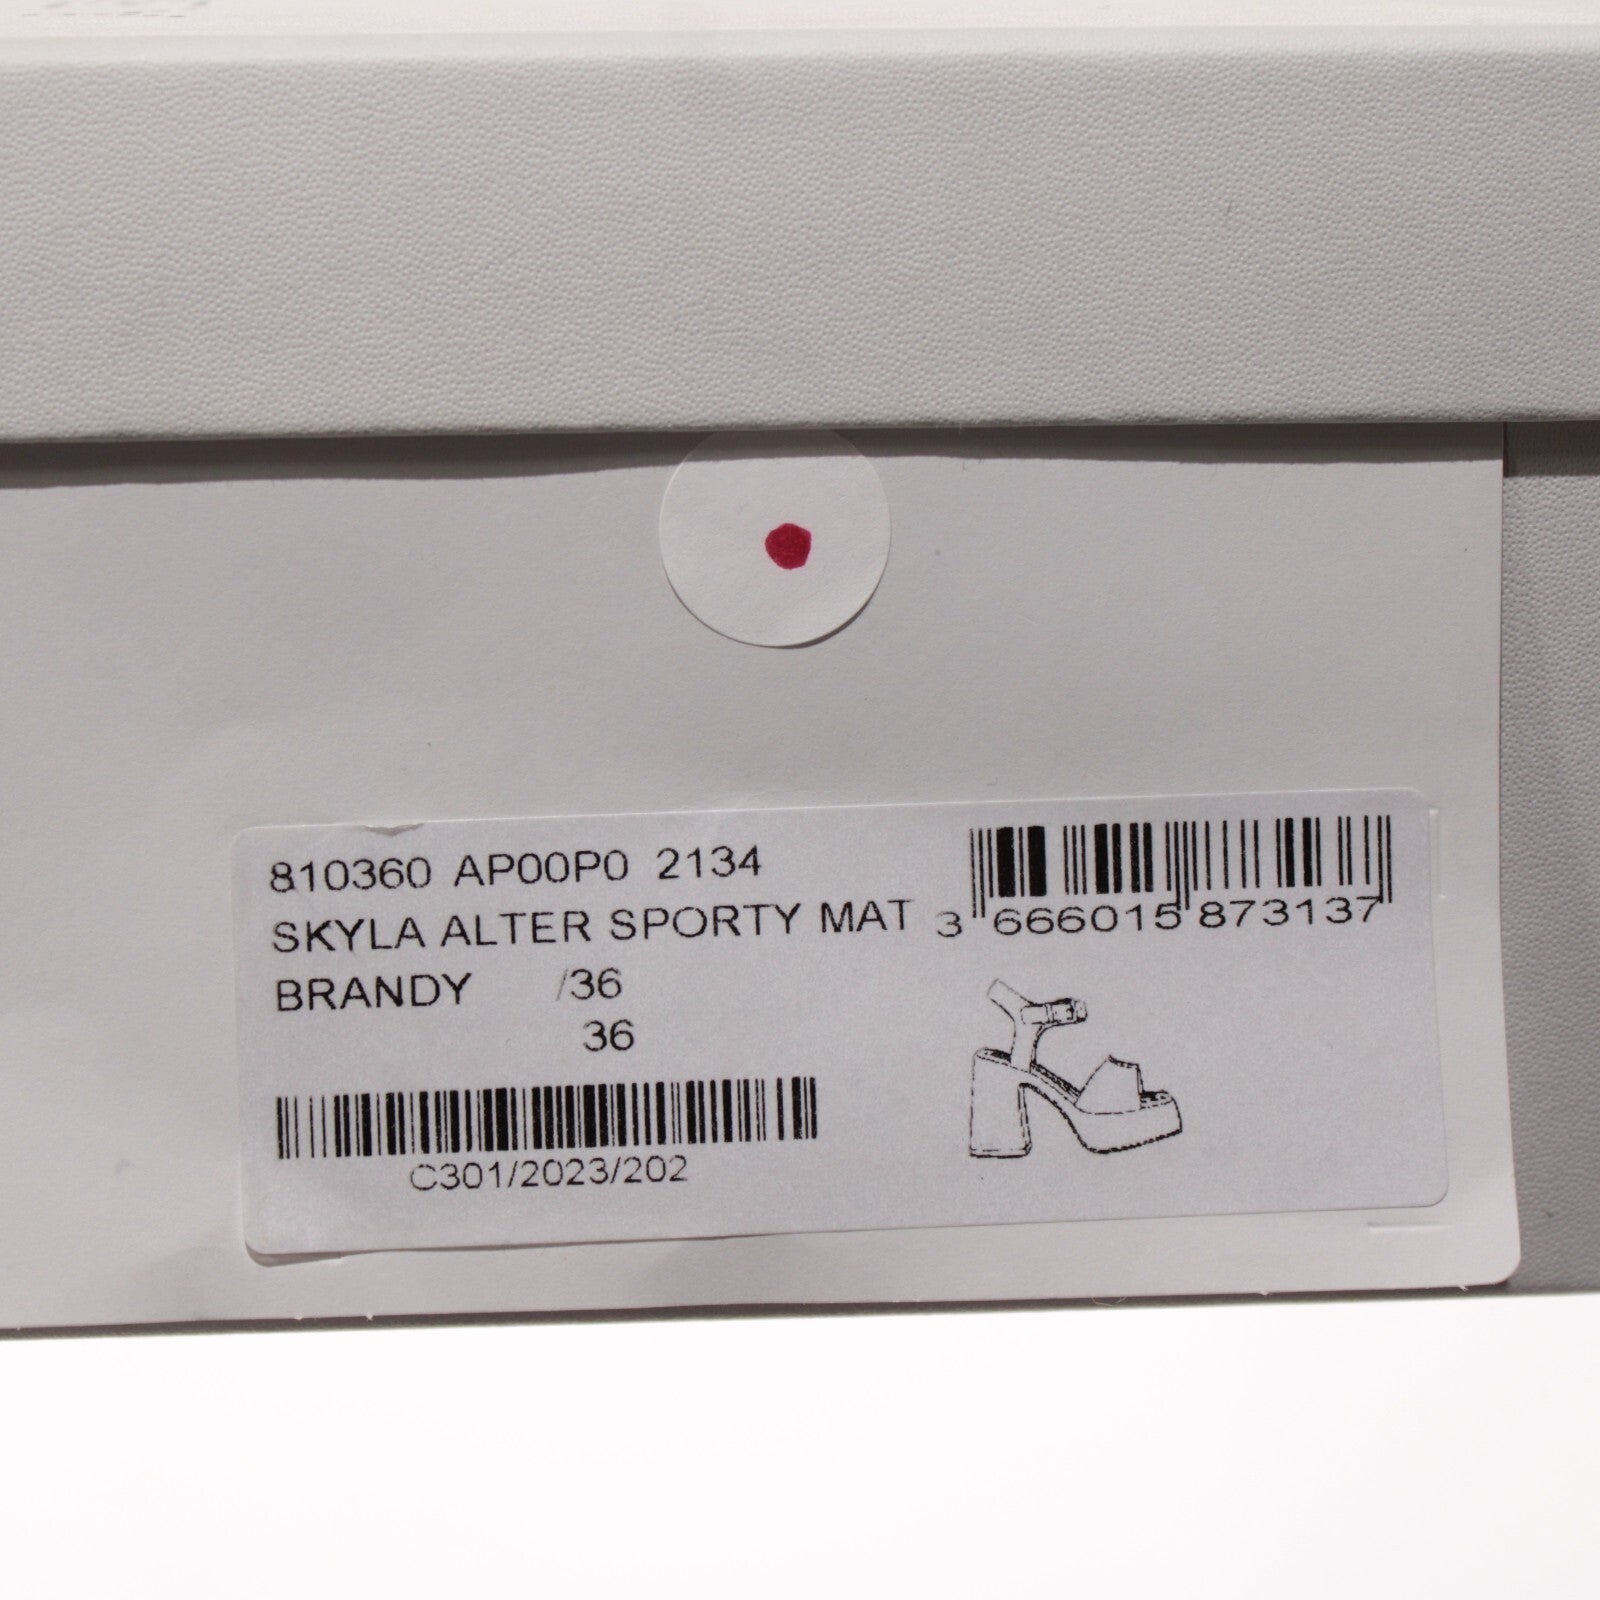 810360 AP00P0 2134
SKYLA ALTER SPORTY MAT
BRANDY /36
36
C301/2023/202
3 666015 873137